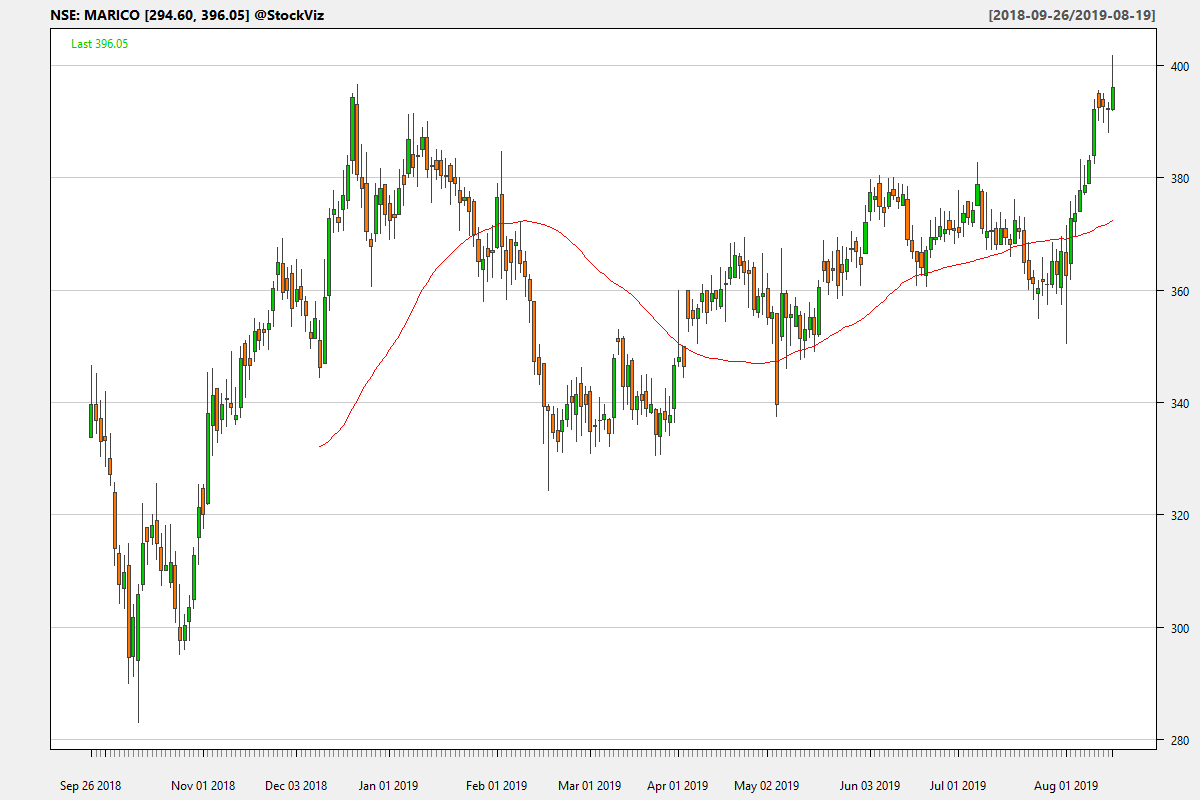 NSE: MARICO [294.60, 396.05] @StockViz
[2018-09-26/2019-08-19]
Last 396.05
400
380
360
340
320
300
280
Sep 26 2018 Nov 01 2018 Dec 03 2018 Jan 01 2019 Feb 01 2019 Mar 01 2019 Apr 01 2019 May 02 2019 Jun 03 2019 Jul 01 2019 Aug 01 2019